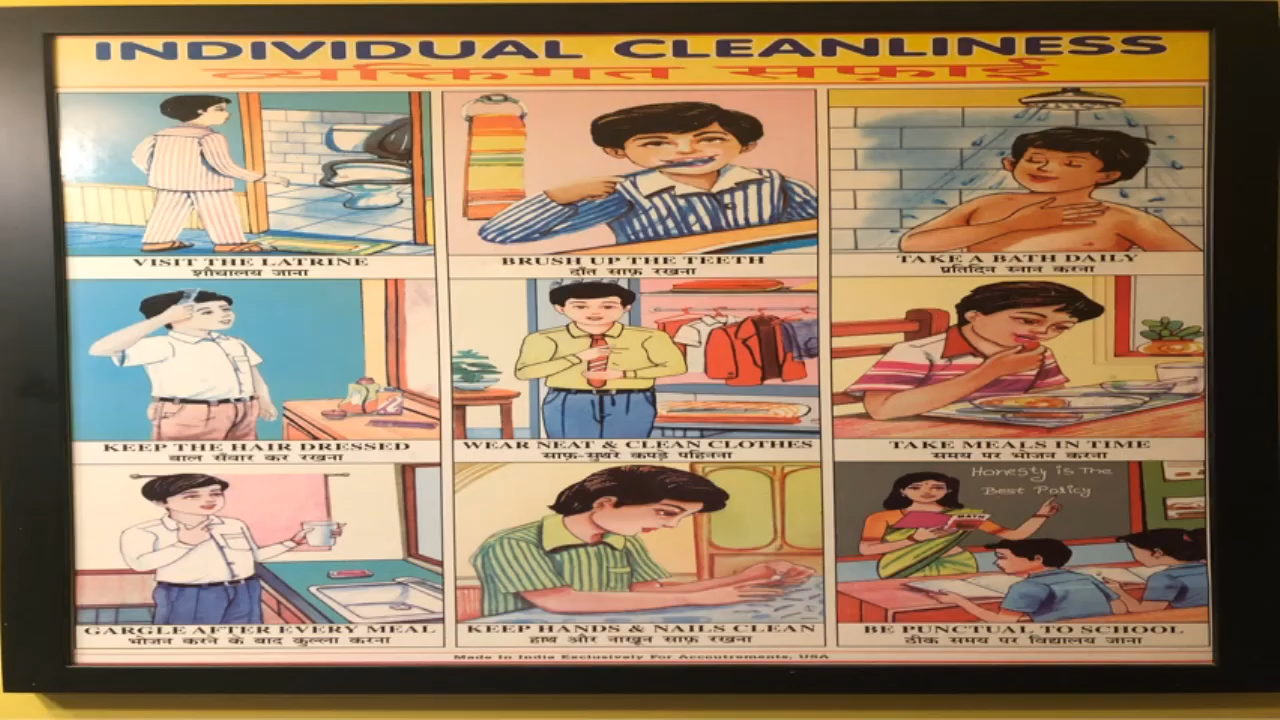 INDIVIDUAL CLEANLINESS
व्यक्तिगत सफ़ाई
VISIT THE LATRINE
शौचालय जाना
BRUSH UP THE TEETH
दाँत साफ़ रखना
TAKE A BATH DAILY
प्रतिदिन स्नान करना
KEEP THE HAIR DRESSED
बाल सँवार कर रखना
WEAR NEAT & CLEAN CLOTHES
साफ़-सुथरे कपड़े पहिनना
TAKE MEALS IN TIME
समय पर भोजन करना
GARGLE AFTER EVERY MEAL
भोजन करने के बाद कुल्ला करना
KEEP HANDS & NAILS CLEAN
हाथ और नाखून साफ़ रखना
Honesty is The
Best Policy
MATH
BE PUNCTUAL TO SCHOOL
ठीक समय पर विद्यालय जाना
Made In India Exclusively For Accoutrements, USA